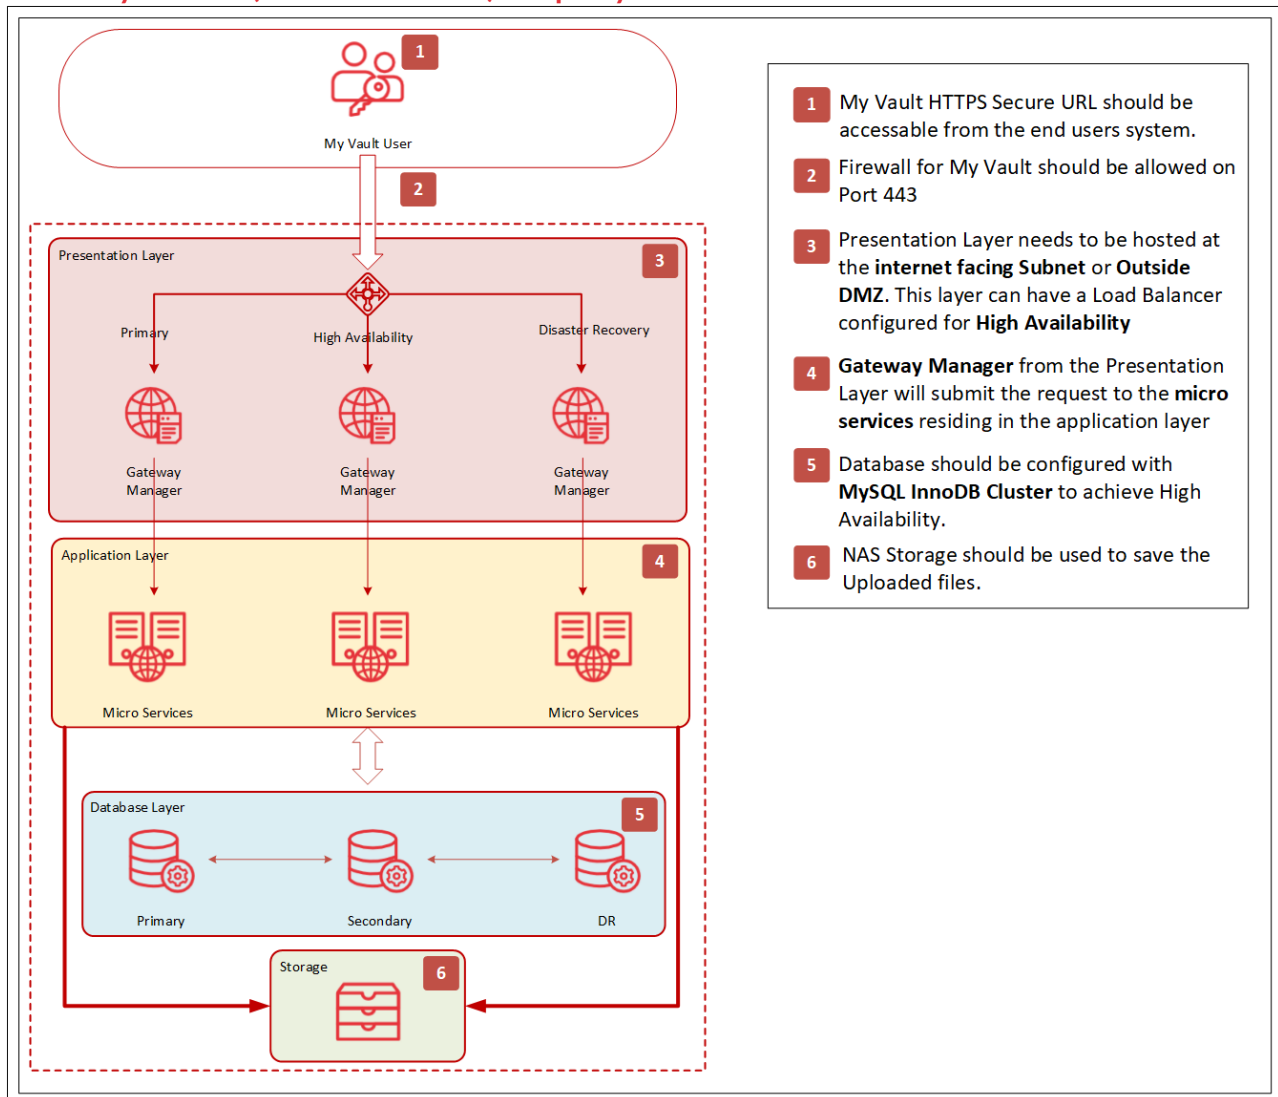 1
My Vault User
2
Presentation Layer
3
Primary
High Availability
Disaster Recovery
Gateway
Manager
Gateway
Manager
Gateway
Manager
Application Layer
4
Micro Services
Micro Services
Micro Services
Database Layer
5
Primary
Secondary
DR
Storage
6
1 My Vault HTTPS Secure URL should be
accessable from the end users system.
2 Firewall for My Vault should be allowed on
Port 443
3 Presentation Layer needs to be hosted at
the internet facing Subnet or Outside
DMZ. This layer can have a Load Balancer
configured for High Availability
4 Gateway Manager from the Presentation
Layer will submit the request to the micro
services residing in the application layer
5 Database should be configured with
MySQL InnoDB Cluster to achieve High
Availability.
6 NAS Storage should be used to save the
Uploaded files.